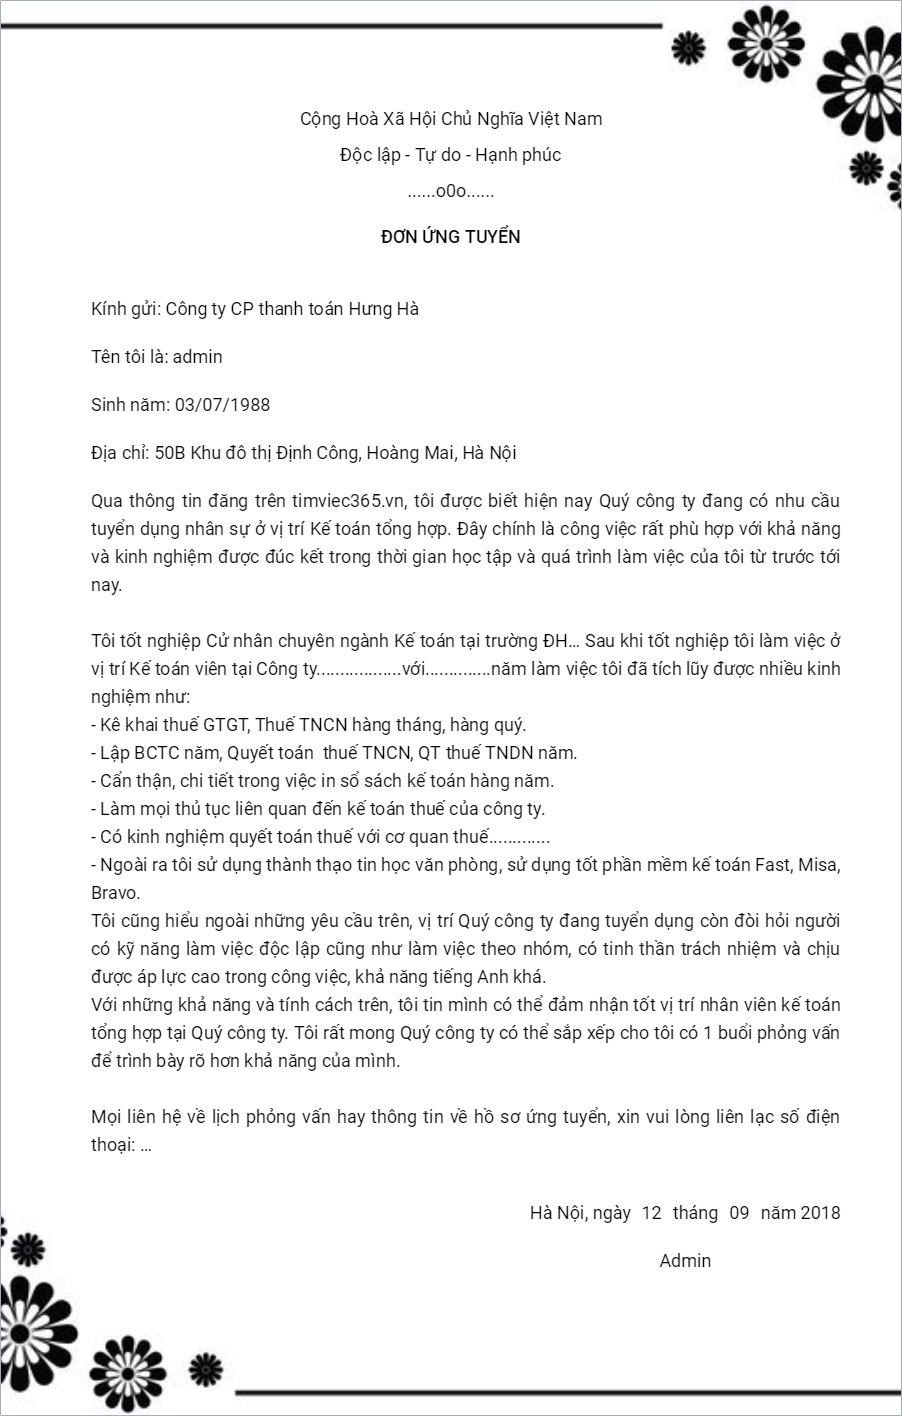 Cộng Hoà Xã Hội Chủ Nghĩa Việt Nam
Độc lập - Tự do - Hạnh phúc
......o0o......
ĐƠN ỨNG TUYỂN
Kính gửi: Công ty CP thanh toán Hưng Hà
Tên tôi là: admin
Sinh năm: 03/07/1988
Địa chỉ: 50B Khu đô thị Định Công, Hoàng Mai, Hà Nội
Qua thông tin đăng trên timviec365.vn, tôi được biết hiện nay Quý công ty đang có nhu cầu
tuyển dụng nhân sự ở vị trí Kế toán tổng hợp. Đây chính là công việc rất phù hợp với khả năng
và kinh nghiệm được đúc kết trong thời gian học tập và quá trình làm việc của tôi từ trước tới
nay.
Tôi tốt nghiệp Cử nhân chuyên ngành Kế toán tại trường ĐH... Sau khi tốt nghiệp tôi làm việc ở
vị trí Kế toán viên tại Công ty..................với..............năm làm việc tôi đã tích lũy được nhiều kinh
nghiệm như:
- Kê khai thuế GTGT, Thuế TNCN hàng tháng, hàng quý.
- Lập BCTC năm, Quyết toán  thuế TNCN, QT thuế TNDN năm.
- Cẩn thận, chi tiết trong việc in sổ sách kế toán hàng năm.
- Làm mọi thủ tục liên quan đến kế toán thuế của công ty.
- Có kinh nghiệm quyết toán thuế với cơ quan thuế.............
- Ngoài ra tôi sử dụng thành thạo tin học văn phòng, sử dụng tốt phần mềm kế toán Fast, Misa,
Bravo.
Tôi cũng hiểu ngoài những yêu cầu trên, vị trí Quý công ty đang tuyển dụng còn đòi hỏi người
có kỹ năng làm việc độc lập cũng như làm việc theo nhóm, có tinh thần trách nhiệm và chịu
được áp lực cao trong công việc, khả năng tiếng Anh khá.
Với những khả năng và tính cách trên, tôi tin mình có thể đảm nhận tốt vị trí nhân viên kế toán
tổng hợp tại Quý công ty. Tôi rất mong Quý công ty có thể sắp xếp cho tôi có 1 buổi phỏng vấn
để trình bày rõ hơn khả năng của mình.
Mọi liên hệ về lịch phỏng vấn hay thông tin về hồ sơ ứng tuyển, xin vui lòng liên lạc số điện
thoại: ...
Hà Nội, ngày  12  tháng  09  năm 2018
Admin